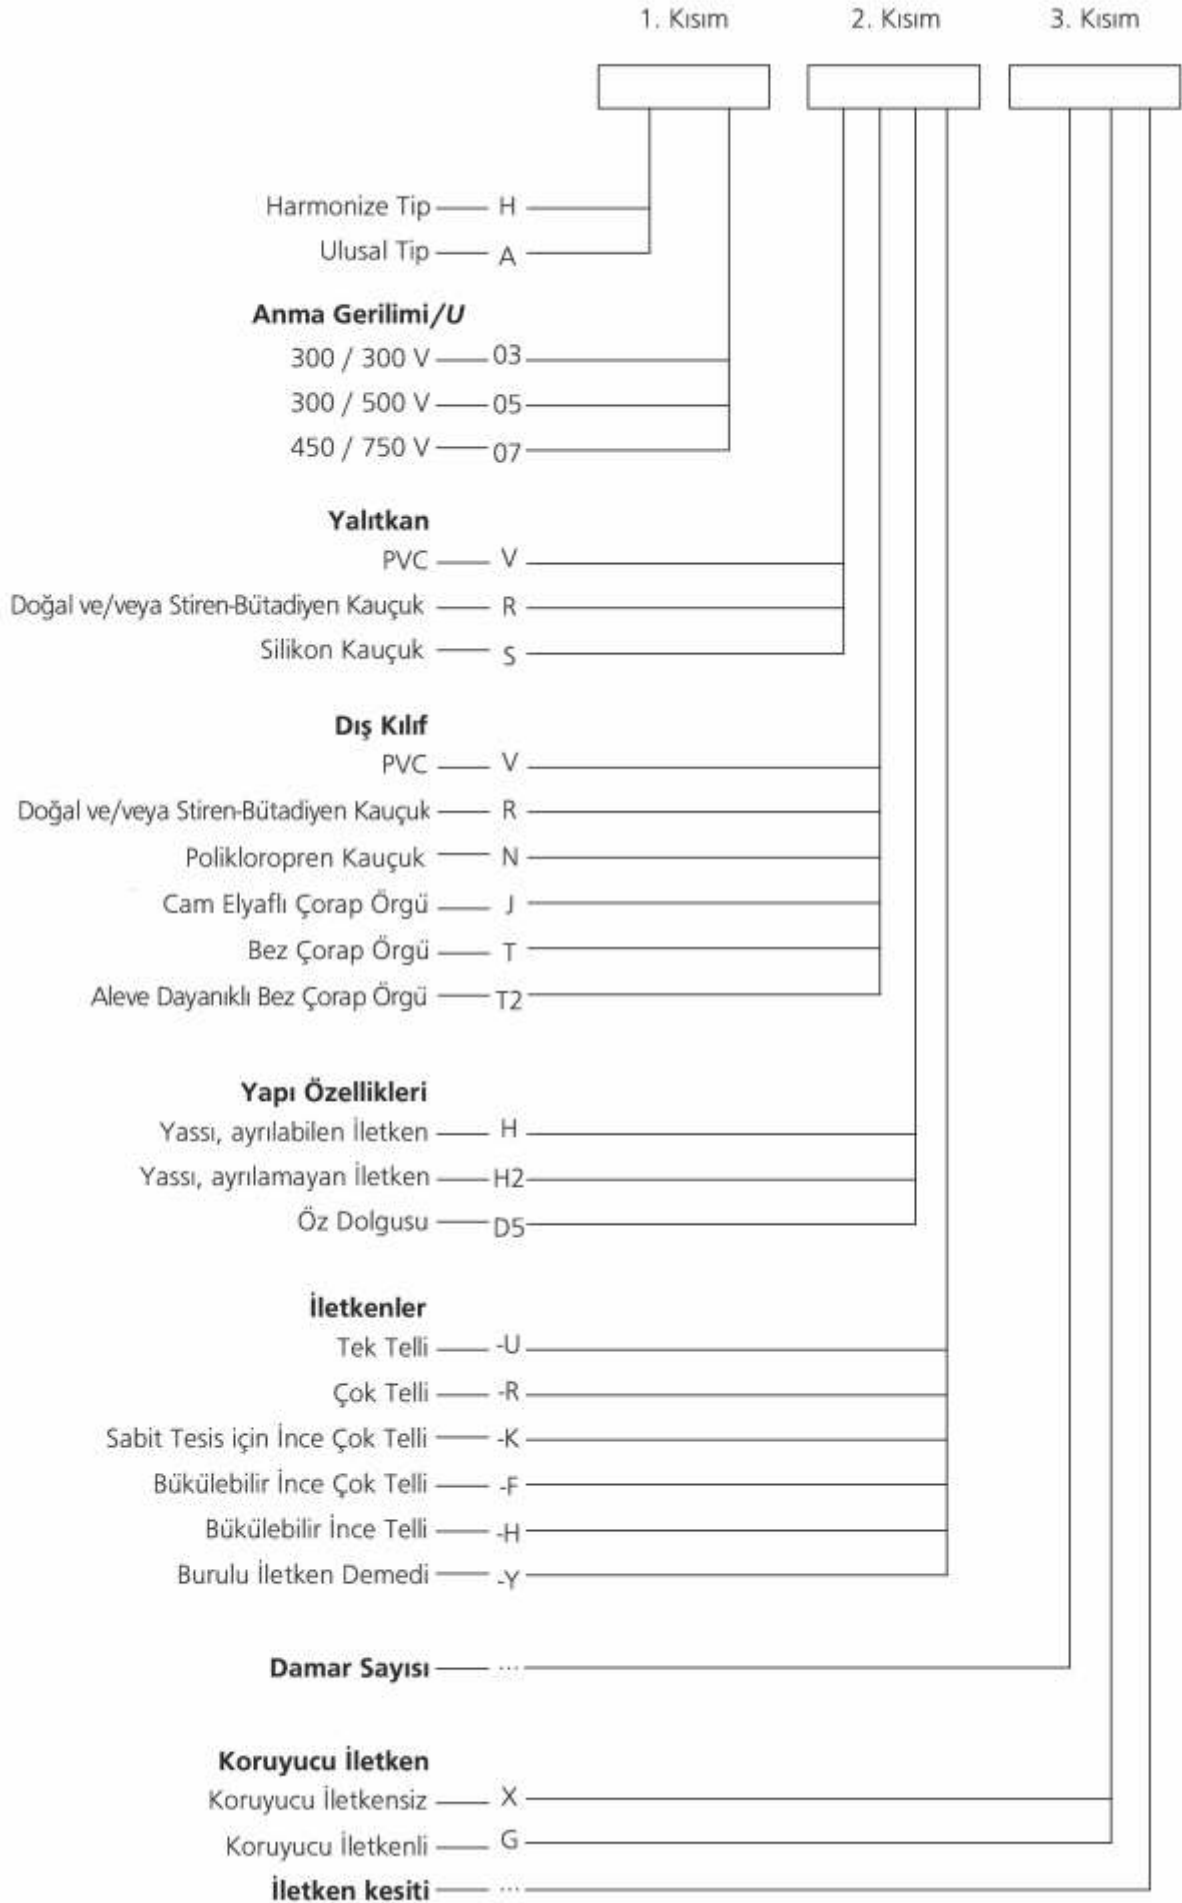 1. Kısım 2. Kısım 3. Kısım
Harmonize Tip H
Ulusal Tip A
Anma Gerilimi/U
300 / 300 V 03
300 / 500 V 05
450 / 750 V 07
Yalıtkan
PVC V
Doğal ve/veya Stiren-Bütadiyen Kauçuk R
Silikon Kauçuk S
Dış Kılıf
PVC V
Doğal ve/veya Stiren-Bütadiyen Kauçuk R
Polikloropren Kauçuk N
Cam Elyaflı Çorap Örgü J
Bez Çorap Örgü T
Aleve Dayanıklı Bez Çorap Örgü T2
Yapı Özellikleri
Yassı, ayrılabilen İletken H
Yassı, ayrılamayan İletken H2
Öz Dolgusu D5
İletkenler
Tek Telli -U
Çok Telli -R
Sabit Tesis için İnce Çok Telli -K
Bükülebilir İnce Çok Telli -F
Bükülebilir İnce Telli -H
Burulu İletken Demedi -Y
Damar Sayısı ...
Koruyucu İletken
Koruyucu İletkensiz X
Koruyucu İletkenli G
İletken kesiti ...